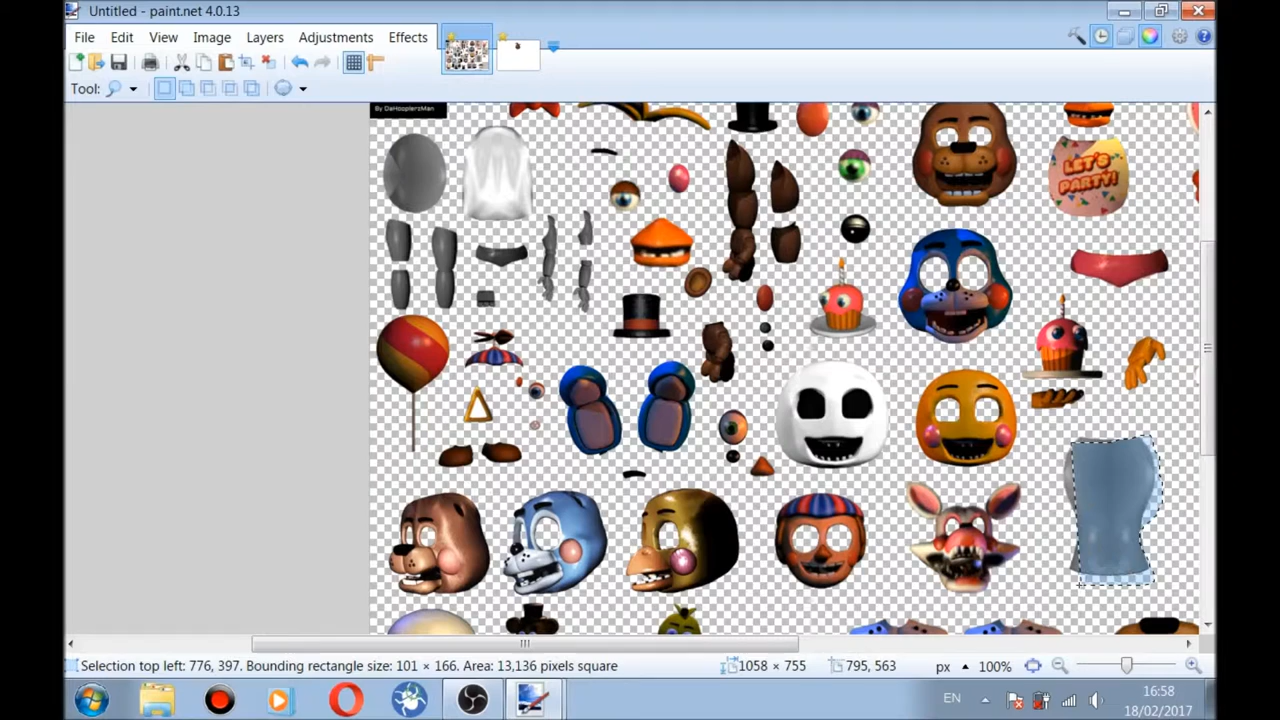 Untitled - paint.net 4.0.13
File Edit View Image Layers Adjustments Effects
Tool:
By DaHooplersMan
LET'S
PARTY!
Selection top left: 776, 397. Bounding rectangle size: 101 × 166. Area: 13,136 pixels square
1058 × 755
795, 563
px
100%
EN
16:58
18/02/2017